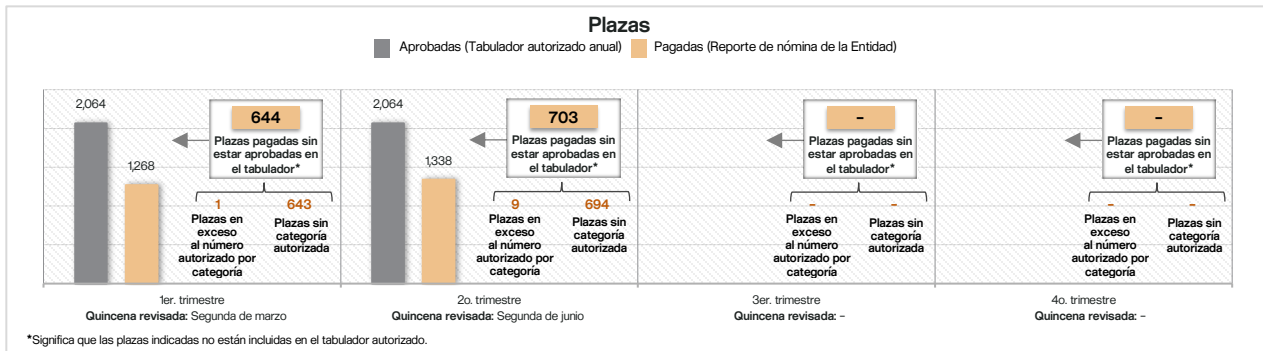 Plazas
Aprobadas (Tabulador autorizado anual)
Pagadas (Reporte de nómina de la Entidad)
2,064
1,268
644
Plazas pagadas sin
estar aprobadas en
el tabulador*
1
643
Plazas en
exceso
al número
autorizado por
categoría
Plazas sin
categoría
autorizada
1er. trimestre
Quincena revisada: Segunda de marzo
2,064
1,338
703
Plazas pagadas sin
estar aprobadas en
el tabulador*
9
694
Plazas en
exceso
al número
autorizado por
categoría
Plazas sin
categoría
autorizada
2o. trimestre
Quincena revisada: Segunda de junio
-
Plazas pagadas sin
estar aprobadas en
el tabulador*
-
-
Plazas en
exceso
al número
autorizado por
categoría
Plazas sin
categoría
autorizada
3er. trimestre
Quincena revisada: -
-
Plazas pagadas sin
estar aprobadas en
el tabulador*
-
-
Plazas en
exceso
al número
autorizado por
categoría
Plazas sin
categoría
autorizada
4o. trimestre
Quincena revisada: -
*Significa que las plazas indicadas no están incluidas en el tabulador autorizado.